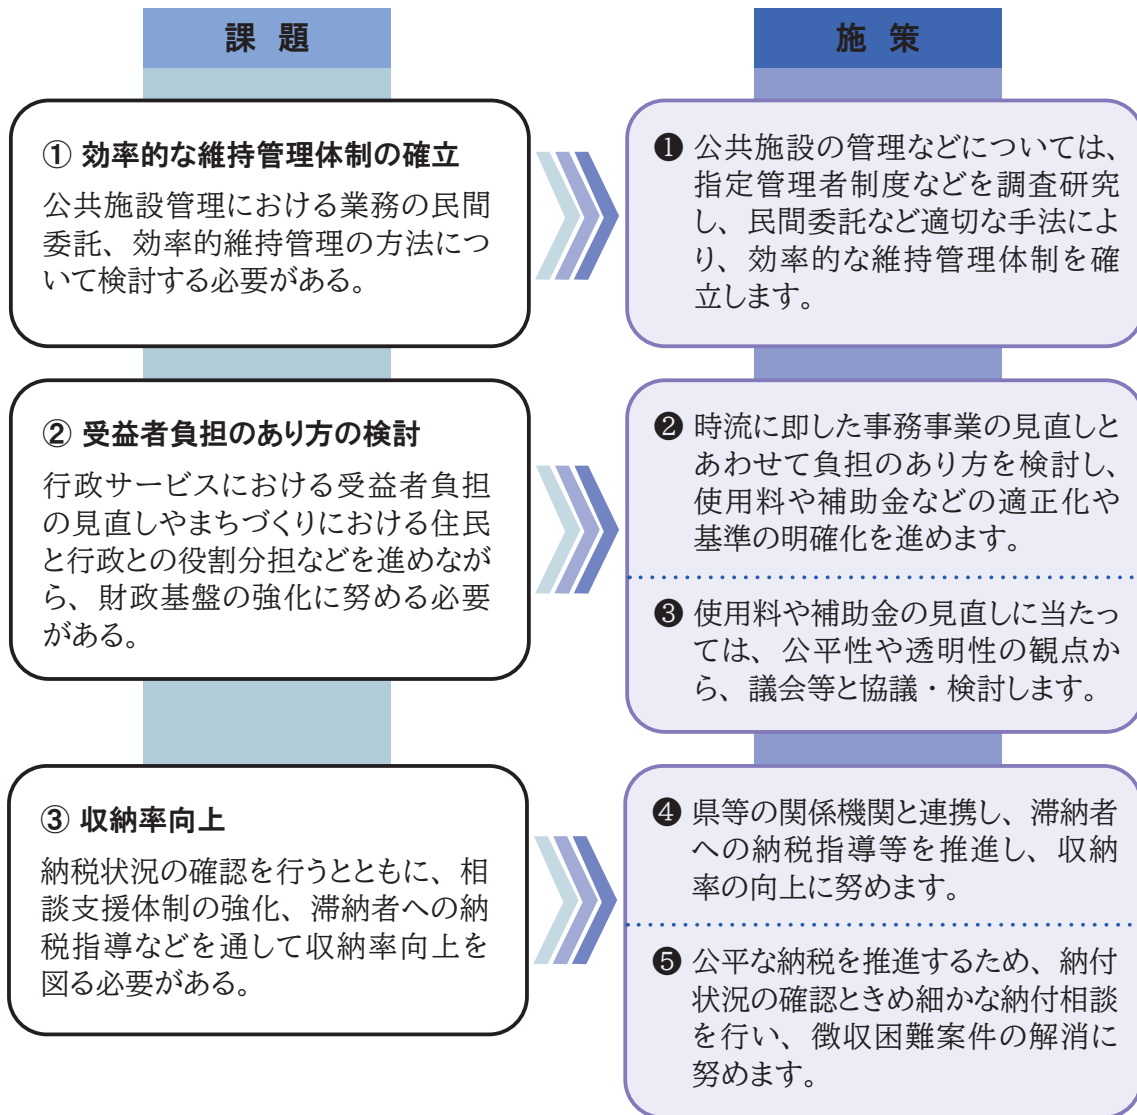 課題
施策
① 効率的な維持管理体制の確立
公共施設管理における業務の民間
委託、効率的維持管理の方法につ
いて検討する必要がある。
❶ 公共施設の管理などについては、
指定管理者制度などを調査研究
し、民間委託など適切な手法によ
り、効率的な維持管理体制を確
立します。
② 受益者負担のあり方の検討
行政サービスにおける受益者負担
の見直しやまちづくりにおける住民
と行政との役割分担などを進めなが
ら、財政基盤の強化に努める必要
がある。
❷ 時流に即した事務事業の見直しと
あわせて負担のあり方を検討し、
使用料や補助金などの適正化や
基準の明確化を進めます。
❸ 使用料や補助金の見直しに当たっ
ては、公平性や透明性の観点か
ら、議会等と協議・検討します。
③ 収納率向上
納税状況の確認を行うとともに、相
談支援体制の強化、滞納者への納
税指導などを通して収納率向上を
図る必要がある。
❹ 県等の関係機関と連携し、滞納者
への納税指導等を推進し、収納
率の向上に努めます。
❺ 公平な納税を推進するため、納付
状況の確認ときめ細かな納付相談
を行い、徴収困難案件の解消に
努めます。